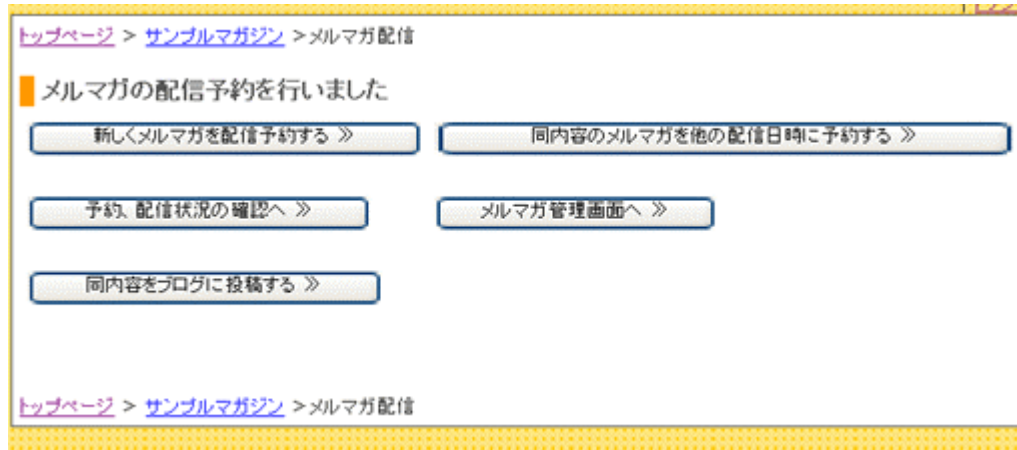 トップページ > サンプルマガジン >メルマガ配信
メルマガの配信予約を行いました
新しくメルマガを配信予約する ≫
同内容のメルマガを他の配信日時に予約する ≫
予約、配信状況の確認へ ≫
メルマガ管理画面へ ≫
同内容をブログに投稿する ≫
トップページ > サンプルマガジン >メルマガ配信